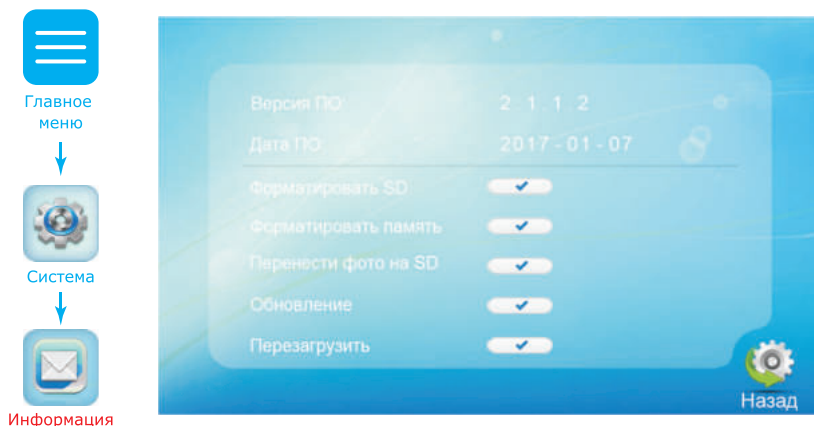 Главное
меню
Система
Информация
Версия ПО: 2.1.1.2
Дата ПО: 2017-01-07
Форматировать SD
Форматировать память
Перенести фото на SD
Обновление
Перезагрузить
Назад